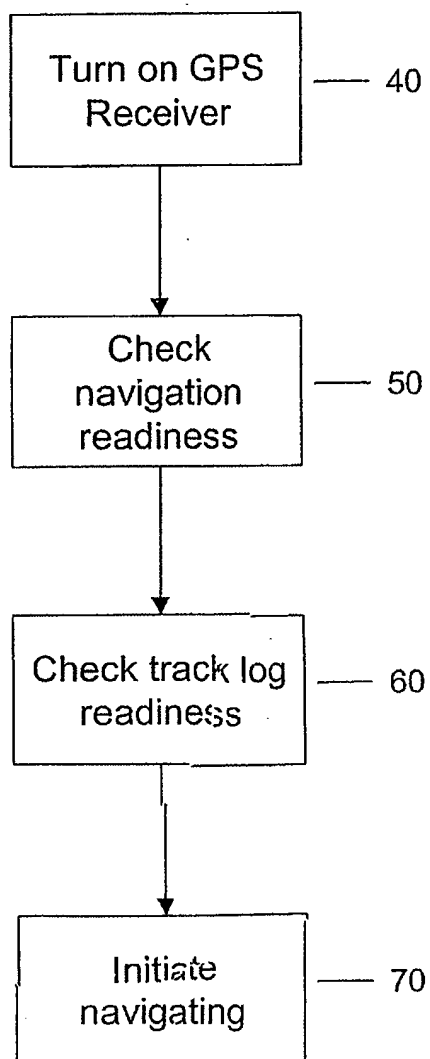 Turn on GPS
Receiver
40
Check
navigation
readiness
50
Check track log
readiness
60
Initiate
navigating
70